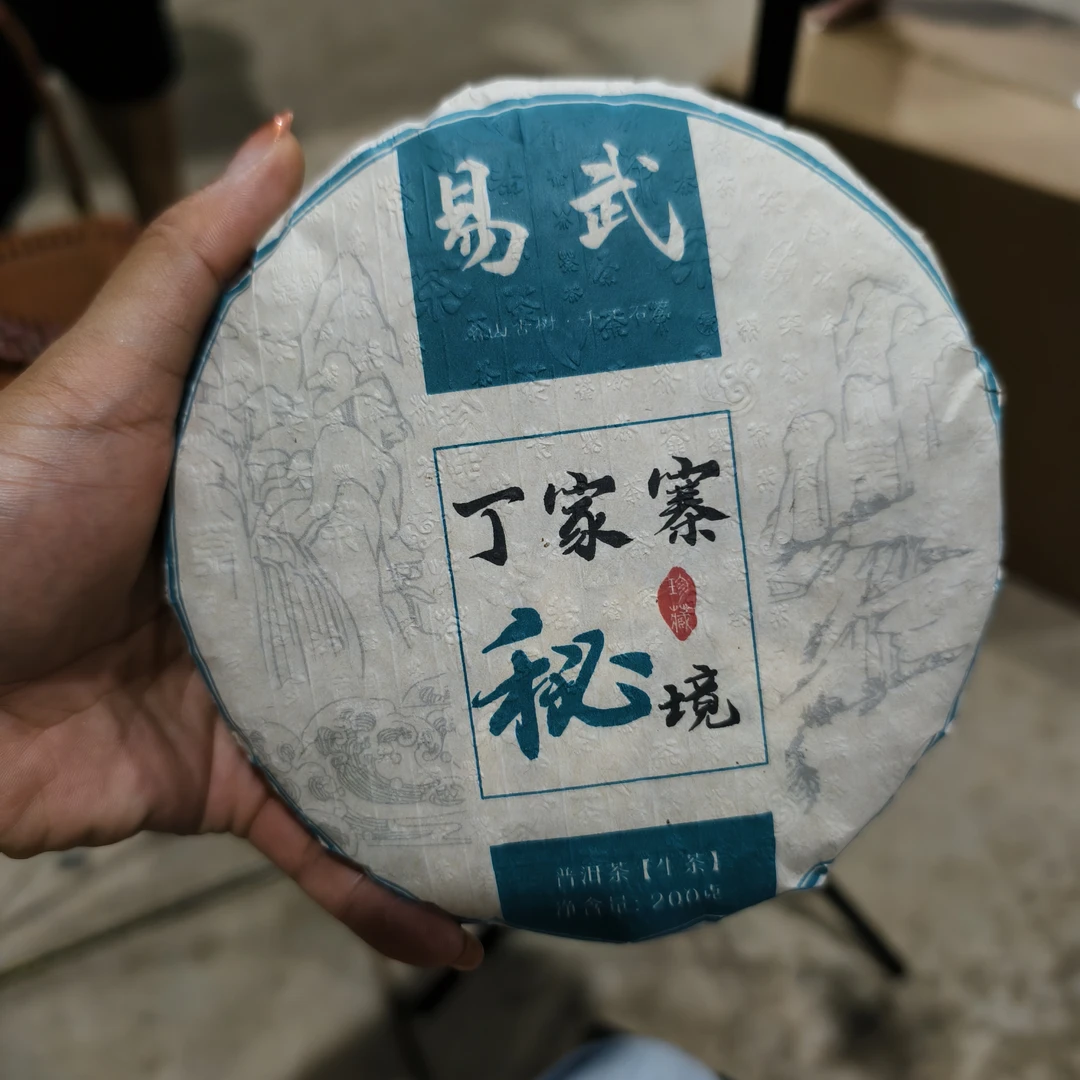 易武
丁家寨
珍藏
秘境
普洱茶【生茶】
净含量:200克